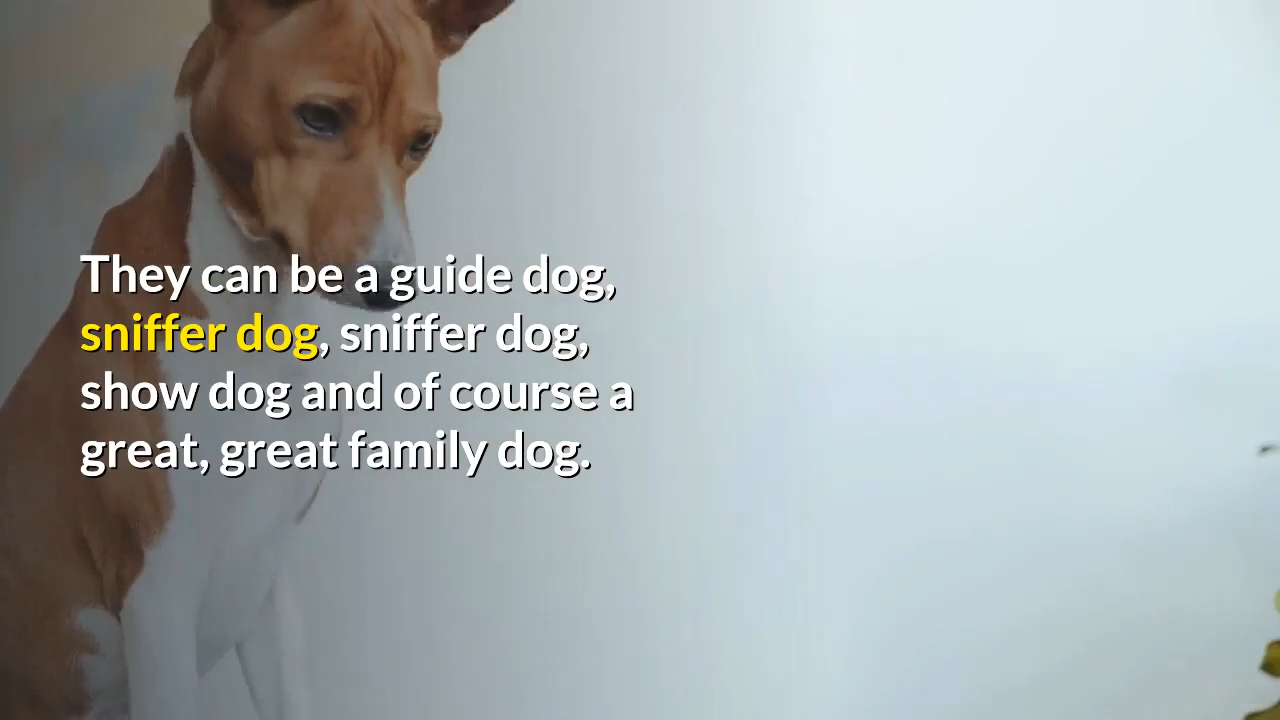 They can be a guide dog,
sniffer dog, sniffer dog,
show dog and of course a
great, great family dog.